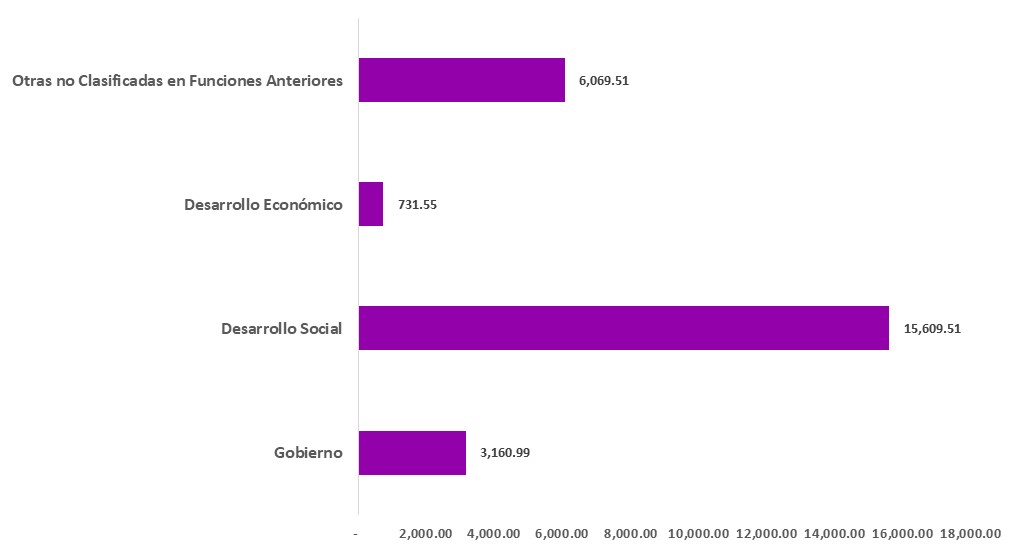 Otras no Clasificadas en Funciones Anteriores 6,069.51
Desarrollo Económico 731.55
Desarrollo Social 15,609.51
Gobierno 3,160.99
- 2,000.00 4,000.00 6,000.00 8,000.00 10,000.00 12,000.00 14,000.00 16,000.00 18,000.00